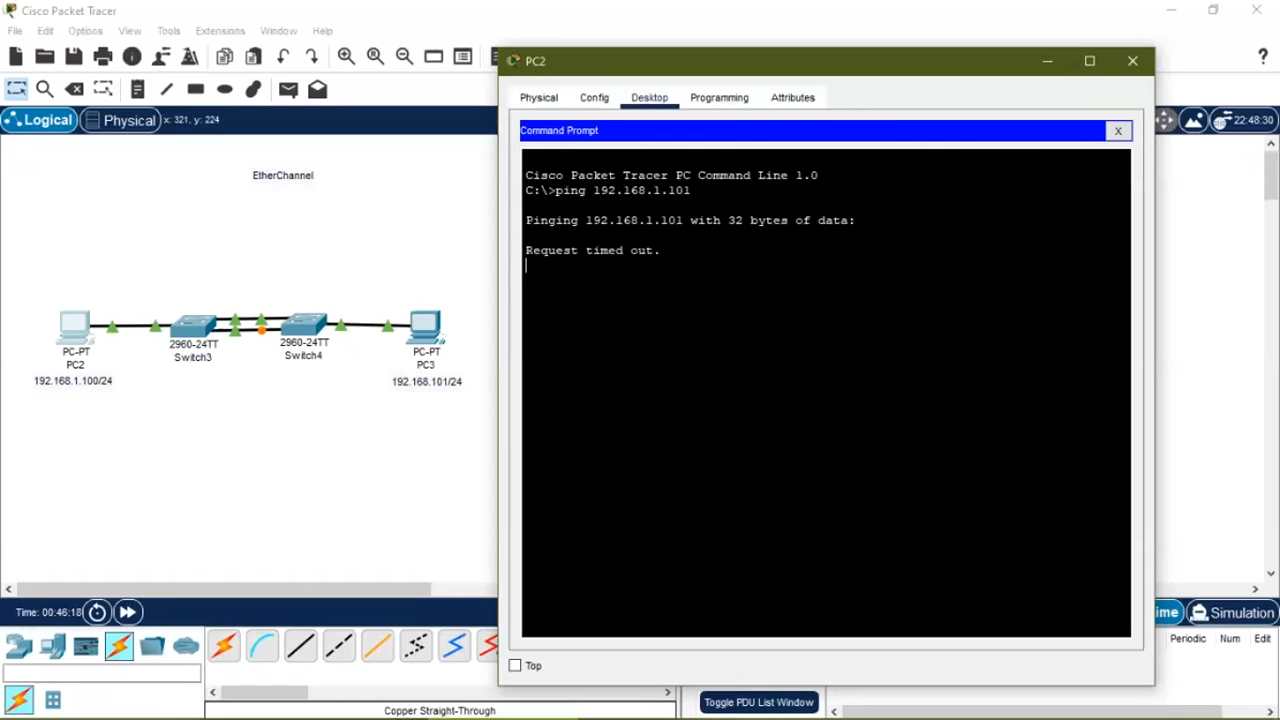 Cisco Packet Tracer
File Edit Options View Tools Extensions Window Help
Logical
Physical
x: 321, y: 224
22:48:30
EtherChannel
PC-PT
PC2
192.168.1.100/24
2960-24TT
Switch3
2960-24TT
Switch4
PC-PT
PC3
192.168.101/24
PC2
Physical Config Desktop Programming Attributes
Command Prompt
X
Cisco Packet Tracer PC Command Line 1.0
C:\>ping 192.168.1.101
Pinging 192.168.1.101 with 32 bytes of data:
Request timed out.
Top
Time: 00:46:18
ime
Simulation
Periodic Num Edit
Copper Straight-Through
Toggle PDU List Window